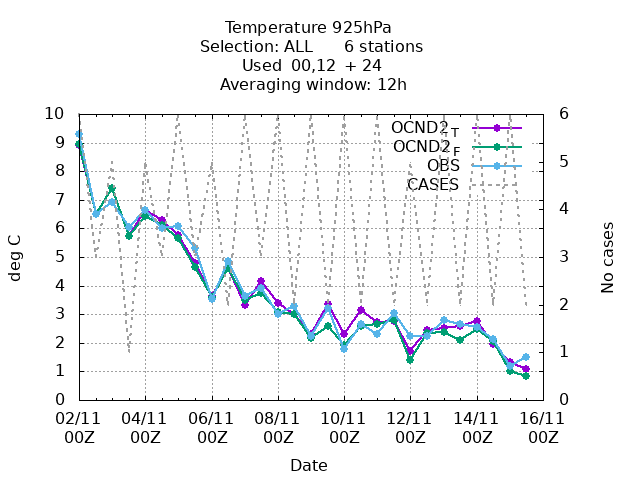 Temperature 925hPa
Selection: ALL 6 stations
Used 00,12 + 24
Averaging window: 12h
OCND2 T
OCND2 F
OBS
CASES
10
9
8
7
6
5
4
3
2
1
0
6
5
4
3
2
1
0
deg C
No cases
02/11 04/11 06/11 08/11 10/11 12/11 14/11 16/11
00Z 00Z 00Z 00Z 00Z 00Z 00Z 00Z
Date